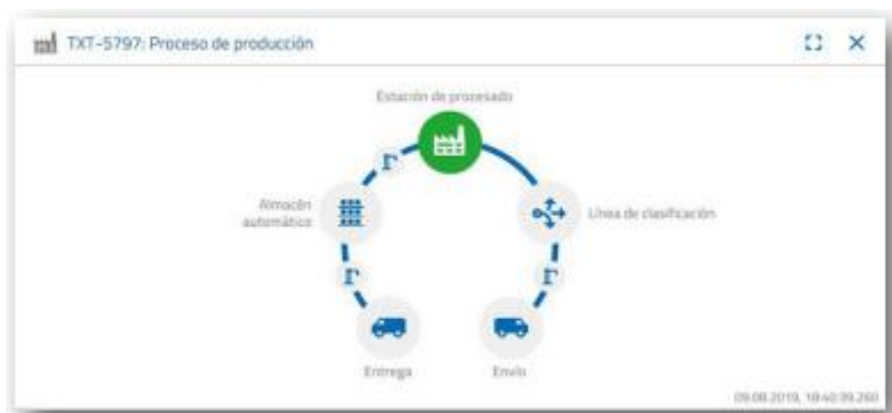 TXT-5797: Proceso de producción
Estación de procesado
Almacén
automático
Línea de clasificación
Entrega
Envío
09.08.2019, 18:40:39.260